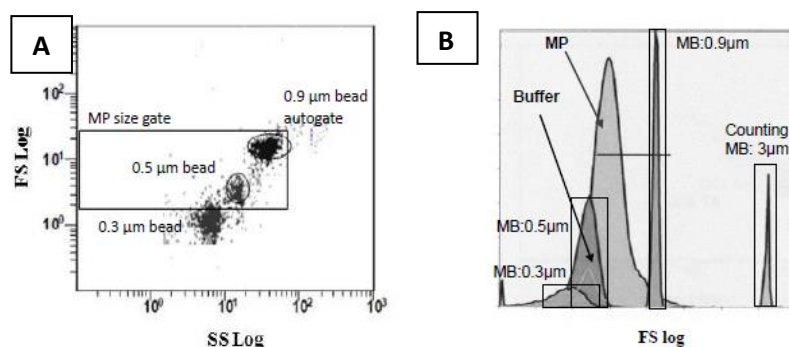 A
10²
10¹
10⁰
FS Log
MP size gate
0.9 µm bead
autogate
0.5 µm bead
0.3 µm bead
10⁰
10¹
10²
10³
SS Log
B
MP
MB:0.9µm
Buffer
Counting
MB: 3µm
MB:0.5µm
MB:0.3µm
FS log